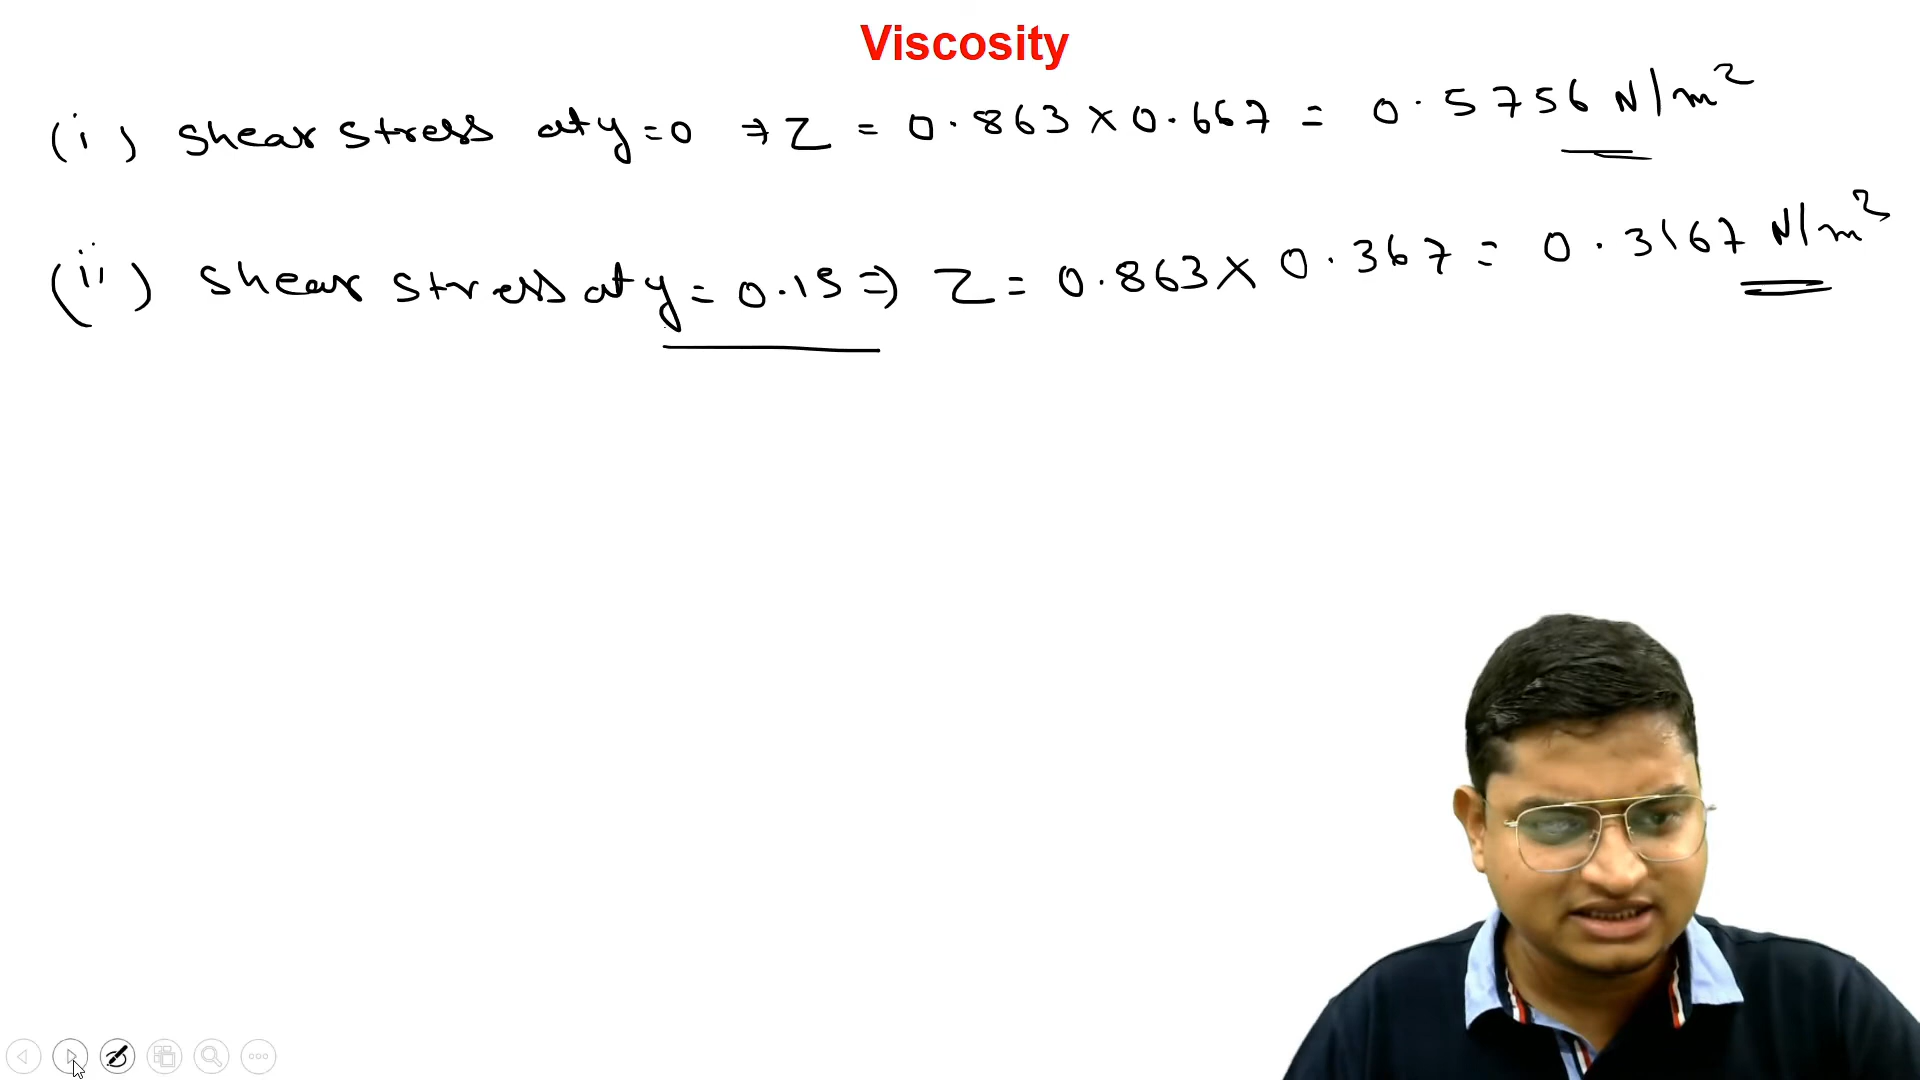 Viscosity
(i) shear stress at y=0 ⇒ τ = 0.863 × 0.667 = 0.5756 N/m²
(ii) shear stress at y = 0.15 ⇒ τ = 0.863 × 0.367 = 0.3167 N/m²